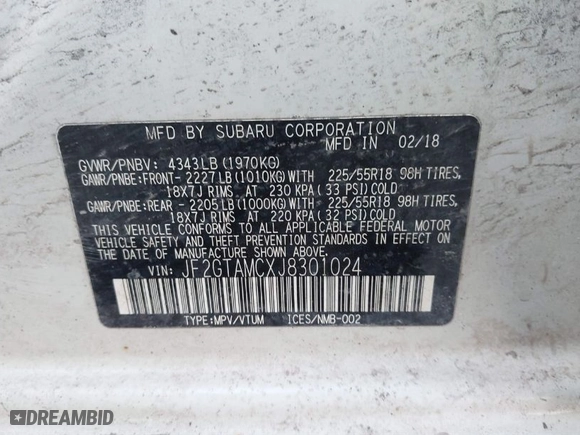 MFD BY SUBARU CORPORATION
MFD IN 02/18
GVWR/PNBV: 4343LB (1970KG)
GAWR/PNBE:FRONT- 2227LB (1010KG) WITH 225/55R18 98H TIRES,
18X7J RIMS AT 230 KPA (33 PSI) COLD
GAWR/PNBE:REAR - 2205LB (1000KG) WITH 225/55R18 98H TIRES,
18X7J RIMS AT 220 KPA (32 PSI) COLD
THIS VEHICLE CONFORMS TO ALL APPLICABLE FEDERAL MOTOR
VEHICLE SAFETY AND THEFT PREVENTION STANDARDS IN EFFECT
ON THE DATE OF MANUFACTURE SHOWN ABOVE.
VIN: JF2GTAMCXJ8301024
TYPE:MPV/VTUM ICES/NMB-002
DREAMBID